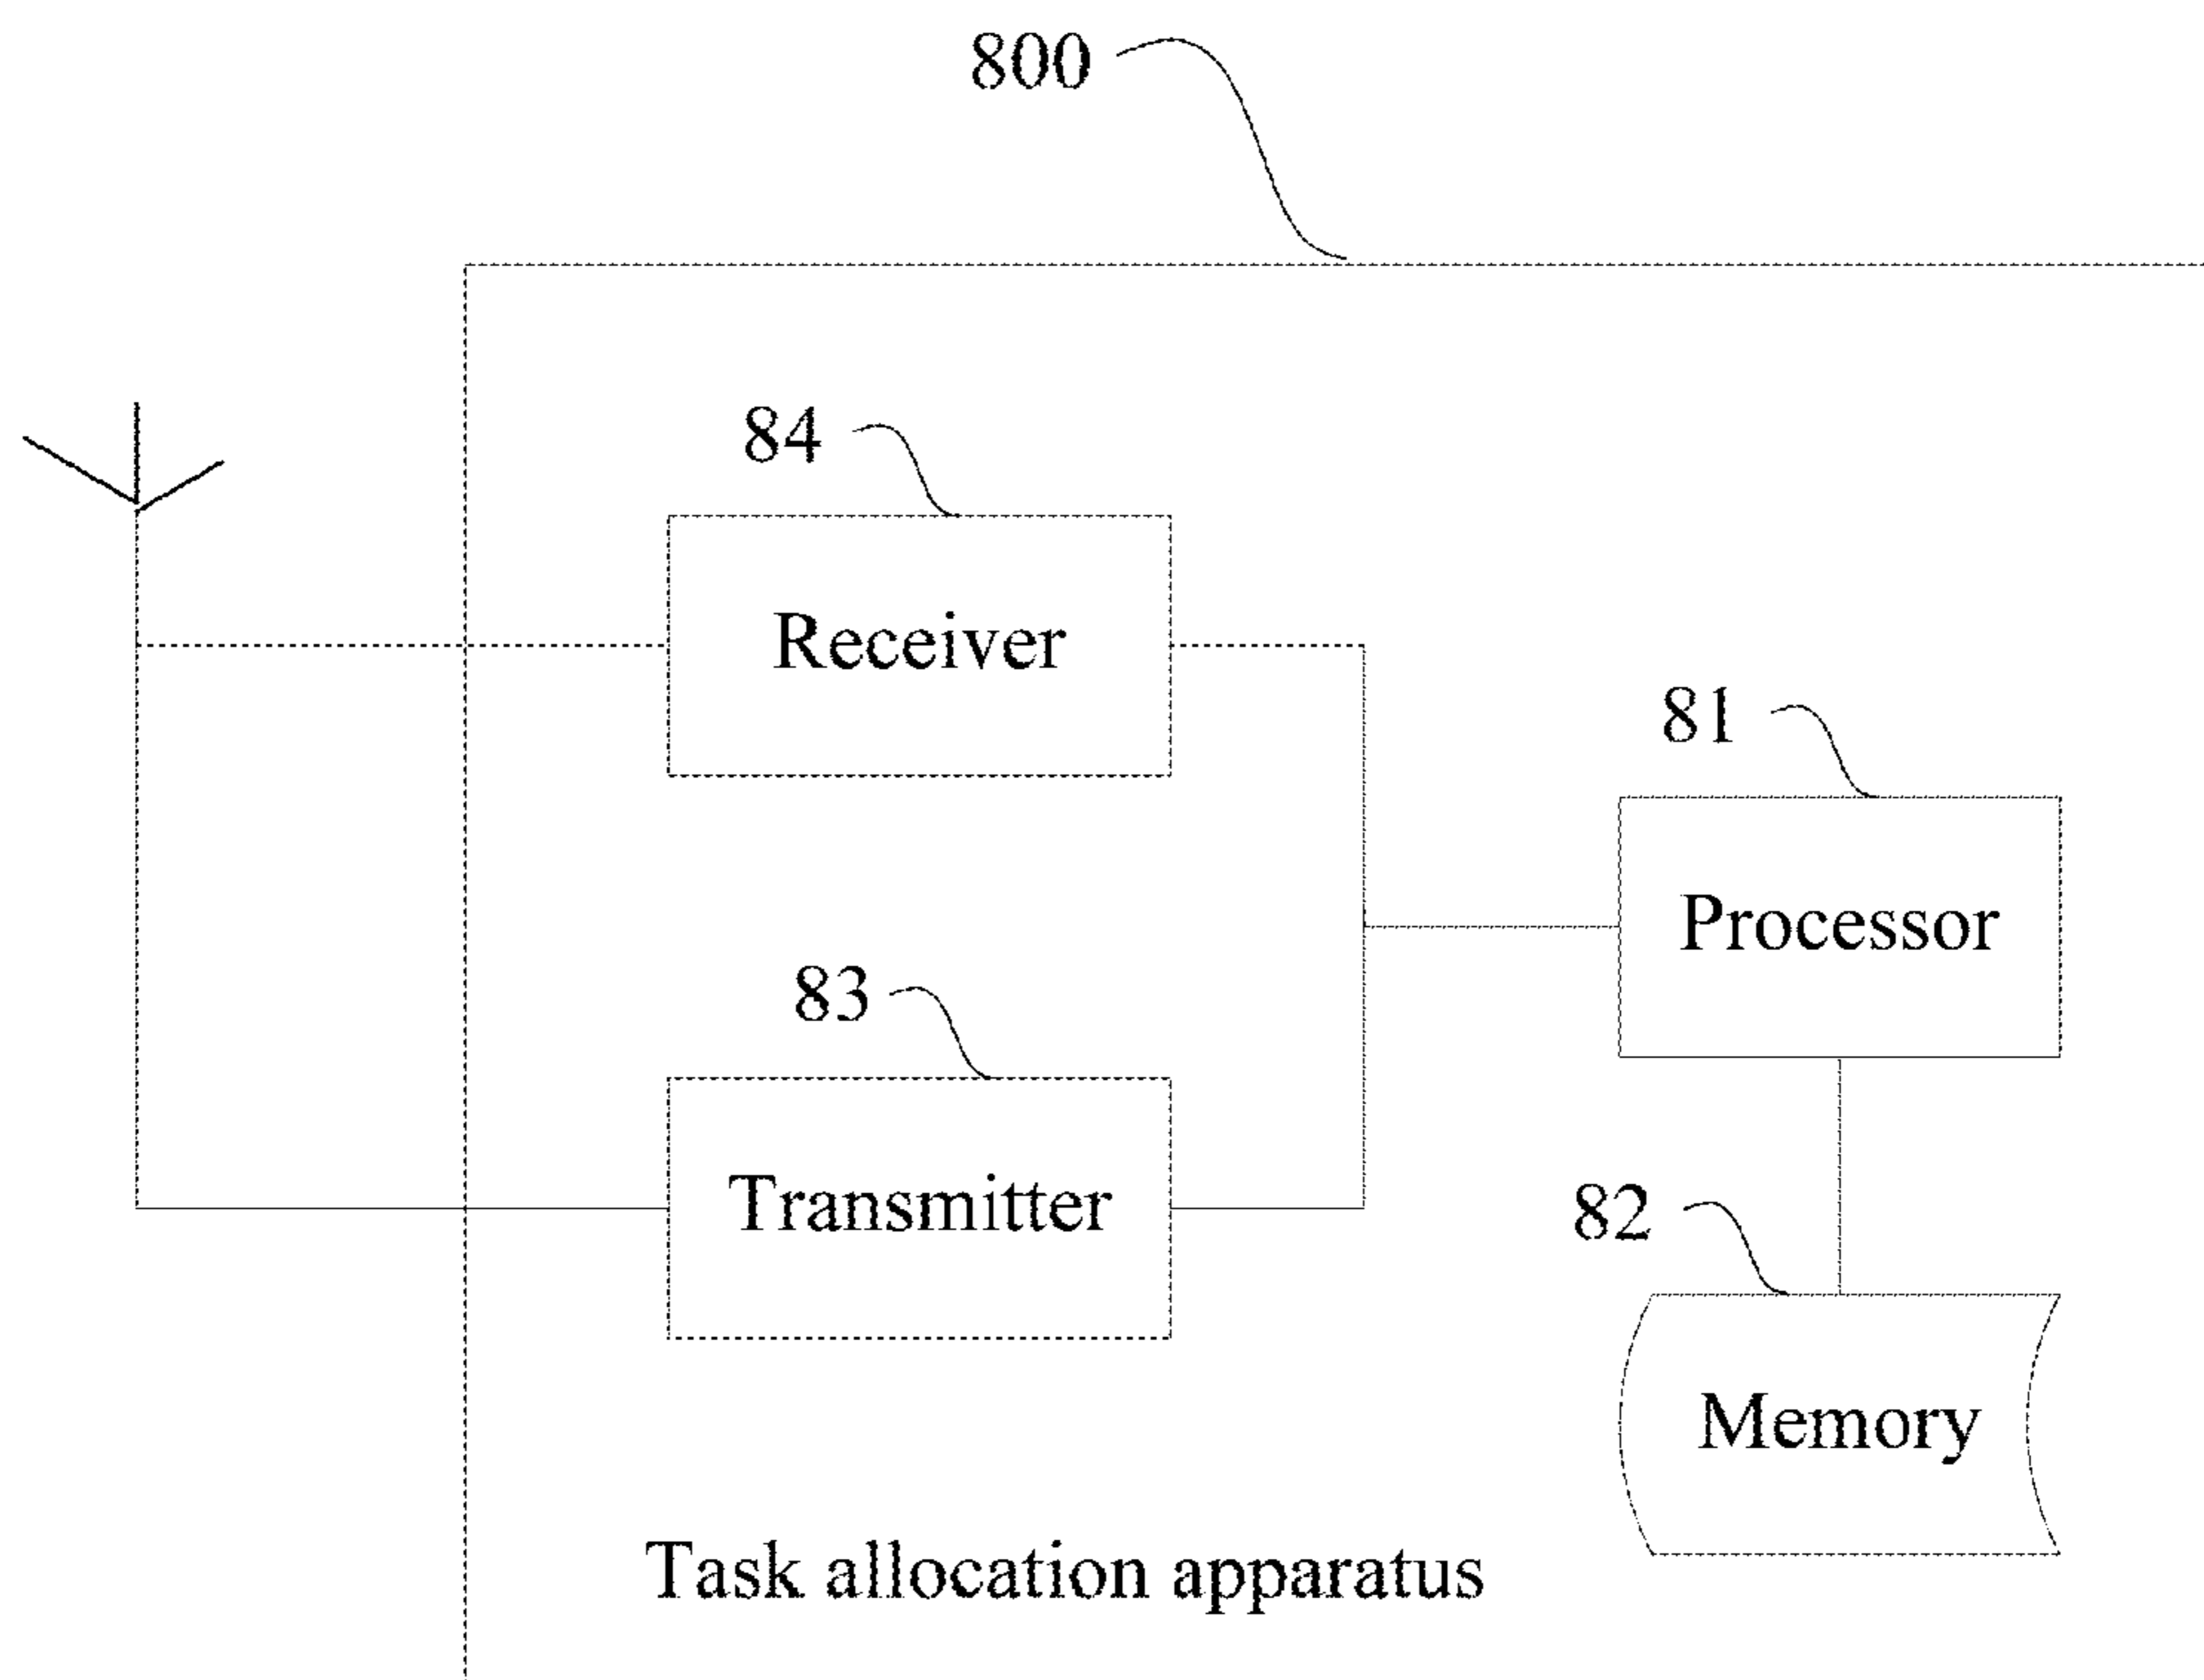 800
84
Receiver
81
Processor
83
Transmitter
82
Memory
Task allocation apparatus